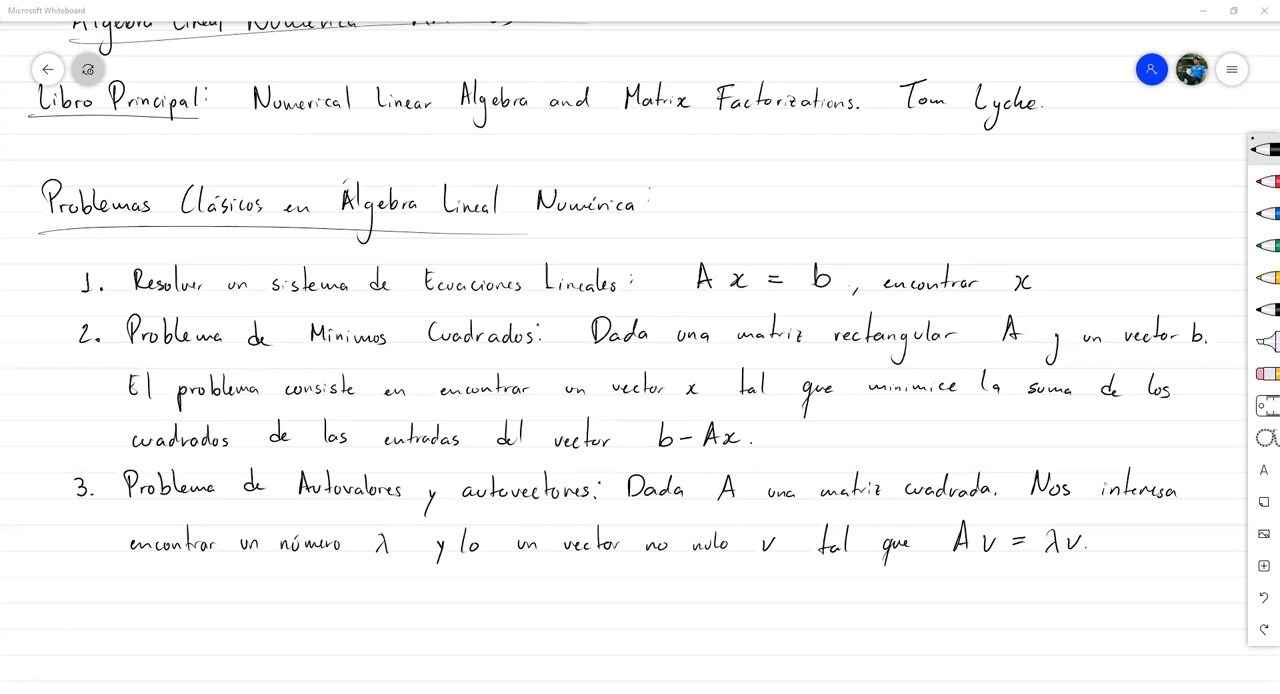 Microsoft Whiteboard
Álgebra Lineal Numérica
Libro Principal: Numerical Linear Algebra and Matrix Factorizations. Tom Lyche.
Problemas Clásicos en Álgebra Lineal Numérica:
1. Resolver un sistema de Ecuaciones Lineales: A x = b, encontrar x
2. Problema de Mínimos Cuadrados: Dada una matriz rectangular A y un vector b.
El problema consiste en encontrar un vector x tal que minimice la suma de los
cuadrados de las entradas del vector b - Ax.
3. Problema de Autovalores y autovectores: Dada A una matriz cuadrada. Nos interesa
encontrar un número λ y/o un vector no nulo v tal que A v = λv.
A